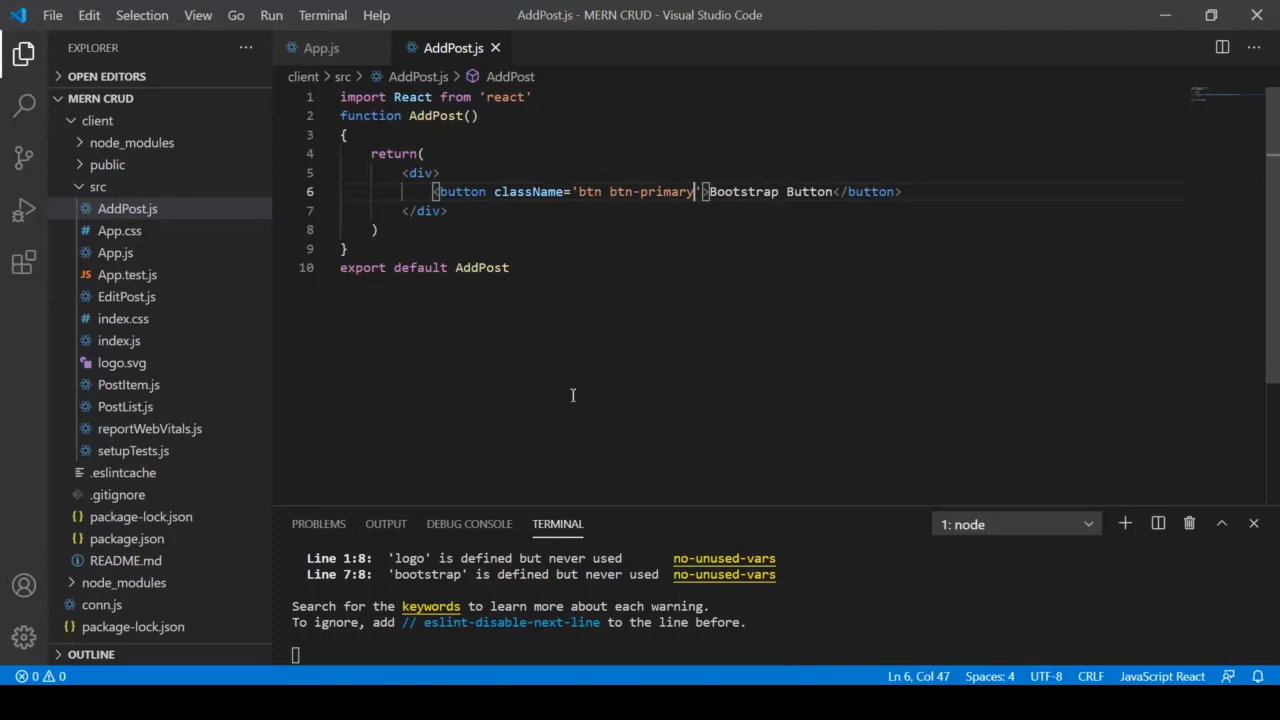 File Edit Selection View Go Run Terminal Help AddPost.js - MERN CRUD - Visual Studio Code
EXPLORER
OPEN EDITORS
MERN CRUD
client
node_modules
public
src
AddPost.js
# App.css
App.js
JS App.test.js
EditPost.js
# index.css
index.js
logo.svg
PostItem.js
PostList.js
reportWebVitals.js
setupTests.js
.eslintcache
.gitignore
{} package-lock.json
{} package.json
README.md
node_modules
conn.js
{} package-lock.json
OUTLINE
App.js AddPost.js
client > src > AddPost.js > AddPost
1 import React from 'react'
2 function AddPost()
3 {
4 return(
5 <div>
6 <button className='btn btn-primary'>Bootstrap Button</button>
7 </div>
8 )
9 }
10 export default AddPost
PROBLEMS OUTPUT DEBUG CONSOLE TERMINAL 1: node
Line 1:8: 'logo' is defined but never used no-unused-vars
Line 7:8: 'bootstrap' is defined but never used no-unused-vars
Search for the keywords to learn more about each warning.
To ignore, add // eslint-disable-next-line to the line before.
0 0 Ln 6, Col 47 Spaces: 4 UTF-8 CRLF JavaScript React